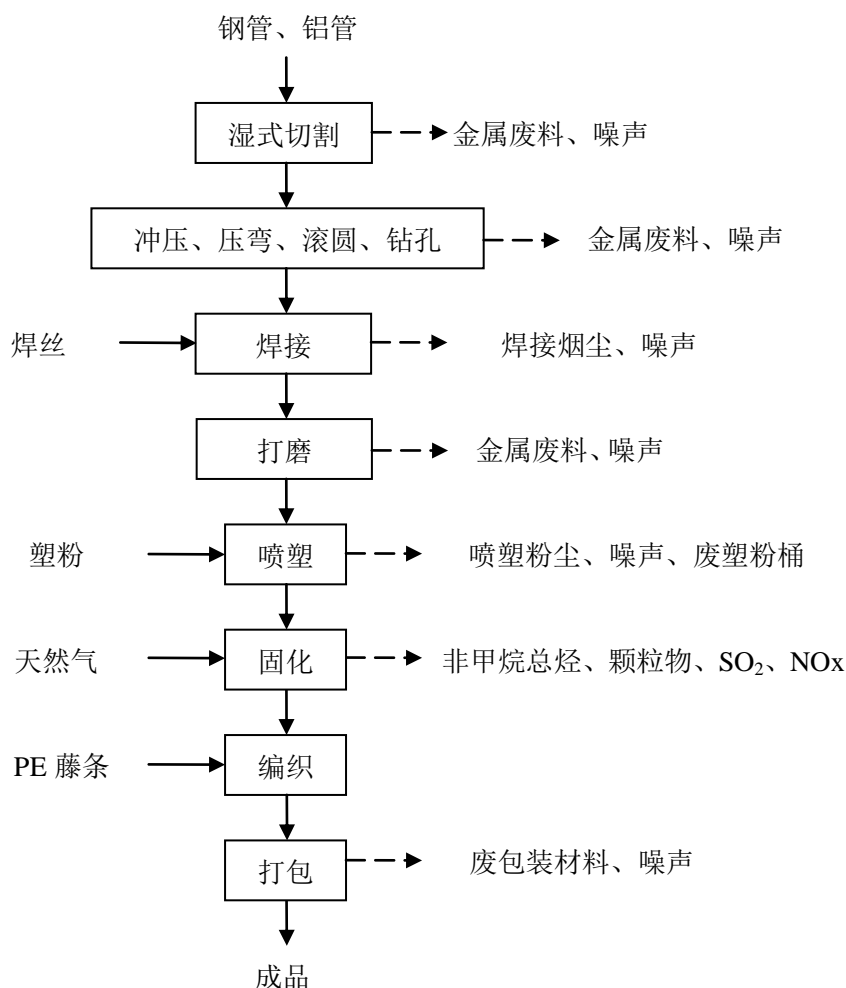 钢管、铝管
湿式切割 金属废料、噪声
冲压、压弯、滚圆、钻孔 金属废料、噪声
焊丝 焊接 焊接烟尘、噪声
打磨 金属废料、噪声
塑粉 喷塑 喷塑粉尘、噪声、废塑粉桶
天然气 固化 非甲烷总烃、颗粒物、SO₂、NOx
PE 藤条 编织
打包 废包装材料、噪声
成品